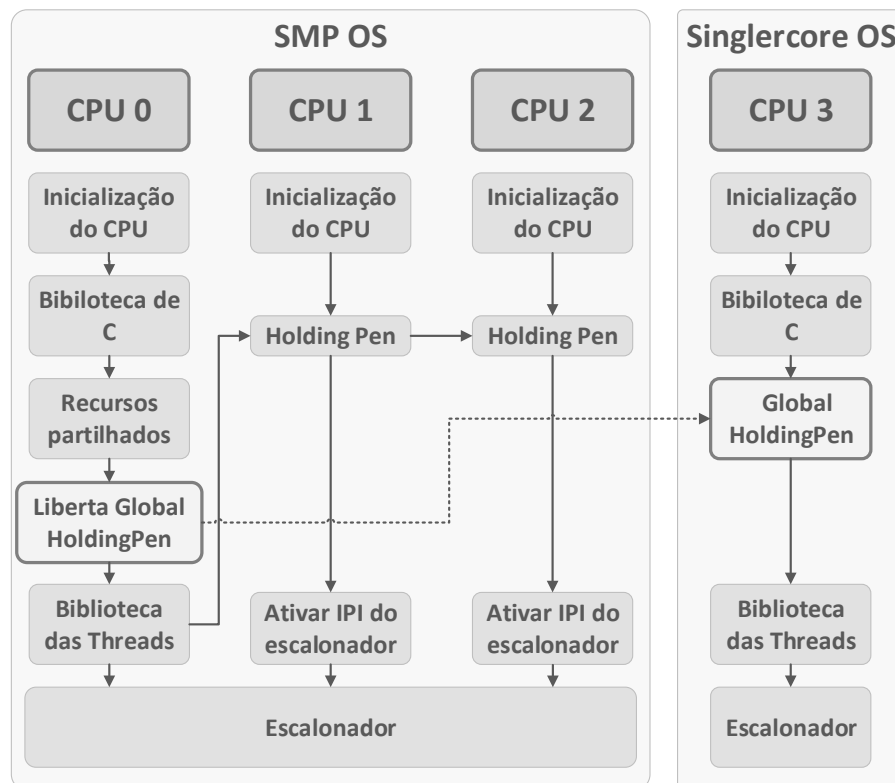 SMP OS
Singlercore OS
CPU 0
CPU 1
CPU 2
CPU 3
Inicialização
do CPU
Inicialização
do CPU
Inicialização
do CPU
Inicialização
do CPU
Bibiloteca de
C
Holding Pen
Holding Pen
Bibiloteca de
C
Recursos
partilhados
Global
HoldingPen
Liberta Global
HoldingPen
Biblioteca
das Threads
Ativar IPI do
escalonador
Ativar IPI do
escalonador
Biblioteca
das Threads
Escalonador
Escalonador